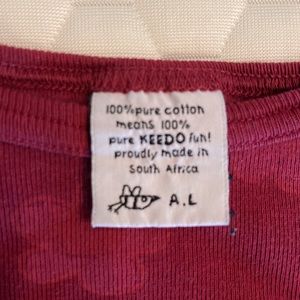 100% pure cotton
means 100%
pure KEEDO fun!
proudly made in
South Africa
A.L